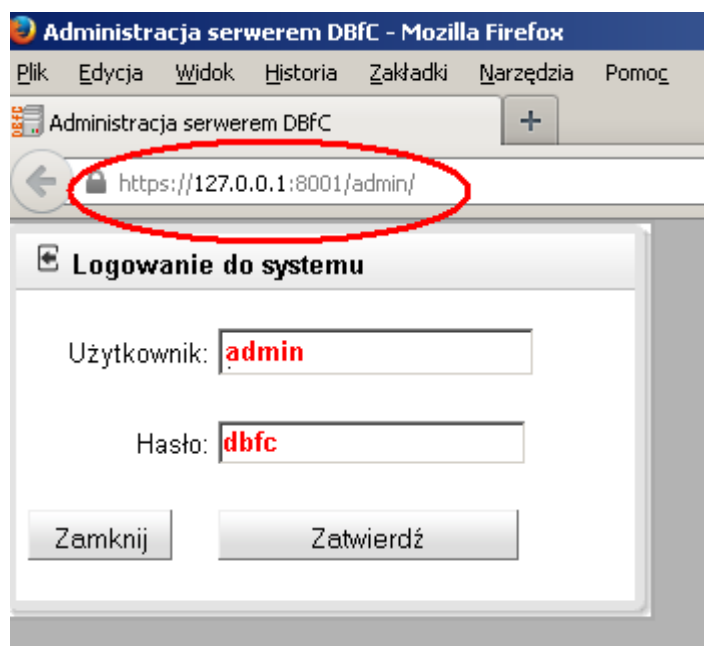 Administracja serwerem DBfC - Mozilla Firefox
Plik Edycja Widok Historia Zakładki Narzędzia Pomoc
DBfC Administracja serwerem DBfC +
https://127.0.0.1:8001/admin/
Logowanie do systemu
Użytkownik: admin
Hasło: dbfc
Zamknij Zatwierdź